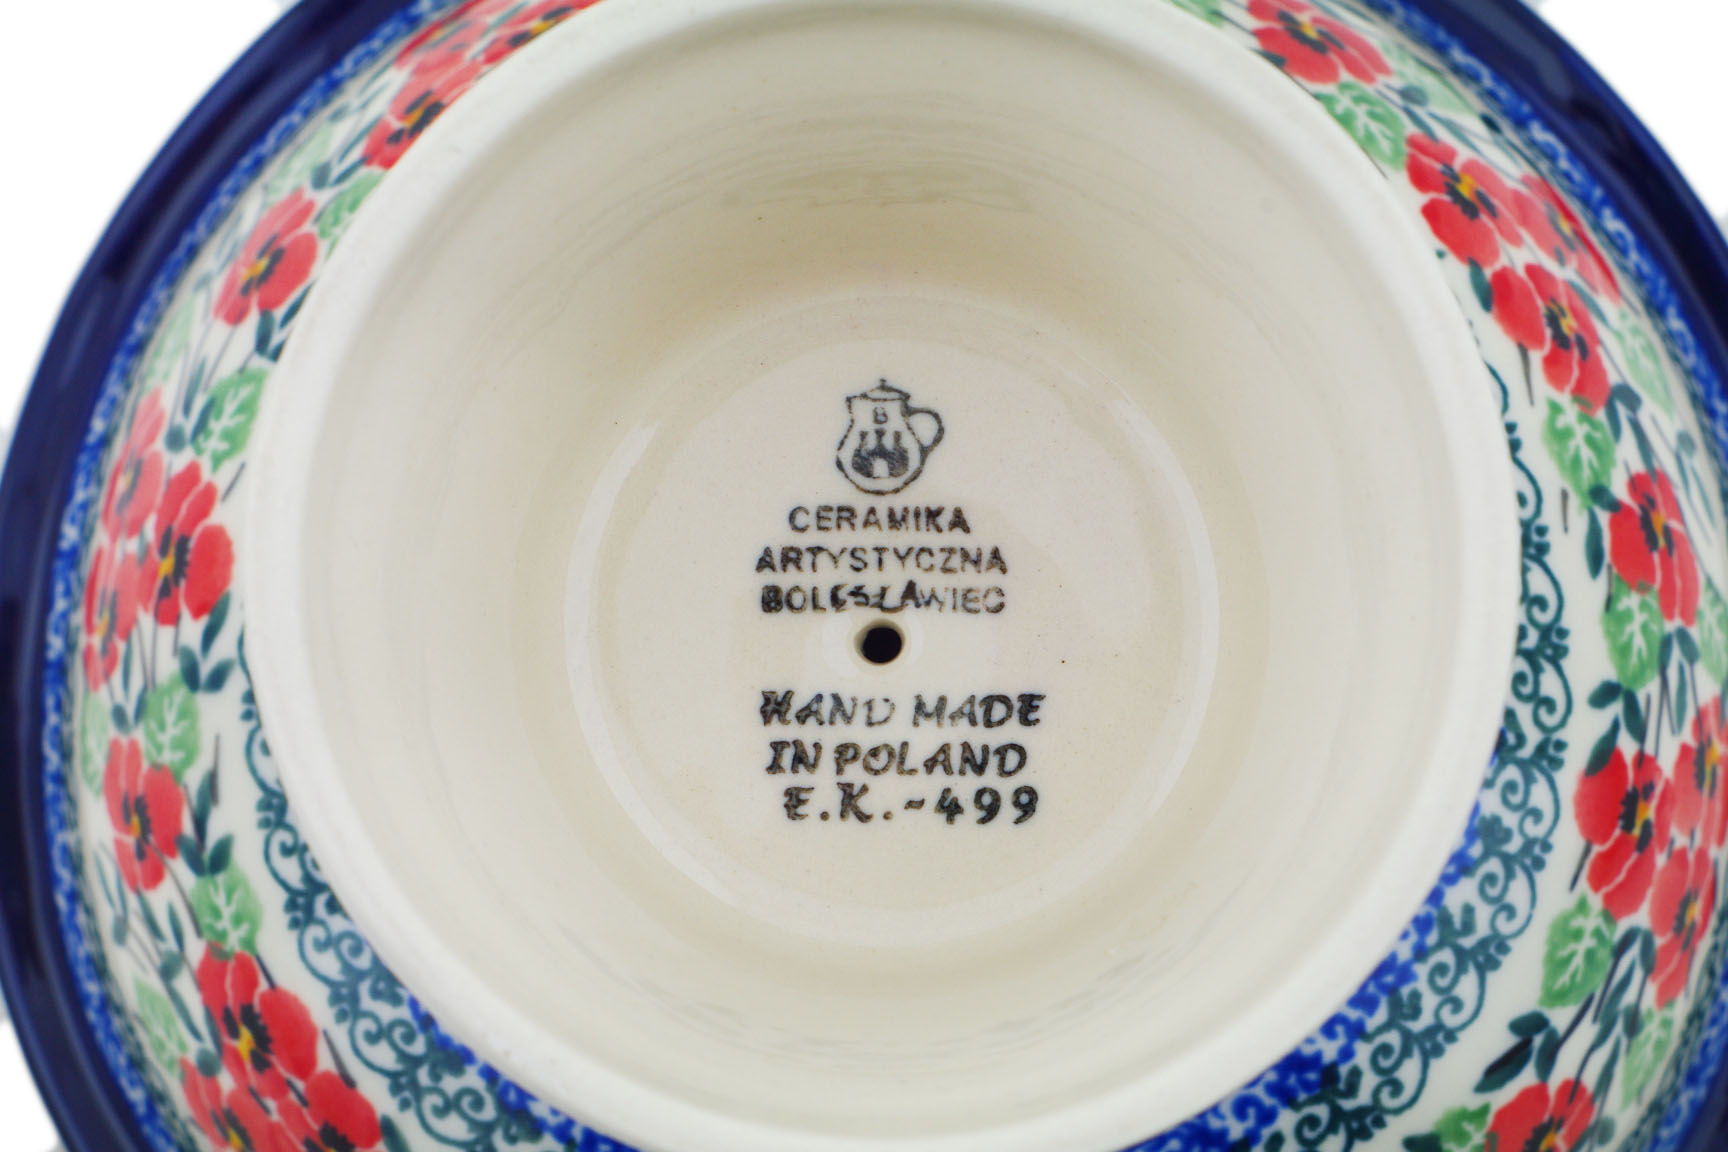 B
CERAMIKA
ARTYSTYCZNA
BOLESŁAWIEC
HAND MADE
IN POLAND
E.K.-499